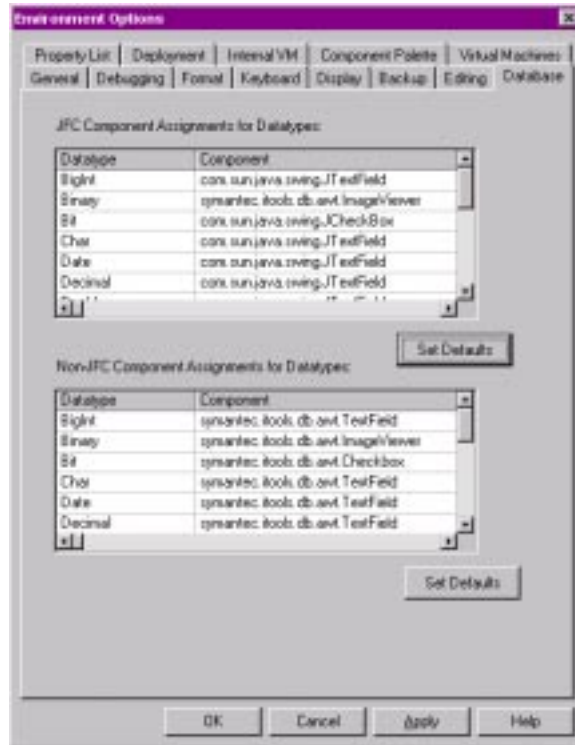 Environment Options
Property List Deployment Internal VM Component Palette Virtual Machines
General Debugging Format Keyboard Display Backup Editing Database
JFC Component Assignments for Datatypes:
Datatype Component
BigInt com.sun.java.swing.JTextField
Binary symantec.itools.db.awt.ImageViewer
Bit com.sun.java.swing.JCheckBox
Char com.sun.java.swing.JTextField
Date com.sun.java.swing.JTextField
Decimal com.sun.java.swing.JTextField
Set Defaults
Non-JFC Component Assignments for Datatypes:
Datatype Component
BigInt symantec.itools.db.awt.TextField
Binary symantec.itools.db.awt.ImageViewer
Bit symantec.itools.db.awt.Checkbox
Char symantec.itools.db.awt.TextField
Date symantec.itools.db.awt.TextField
Decimal symantec.itools.db.awt.TextField
Set Defaults
OK Cancel Apply Help